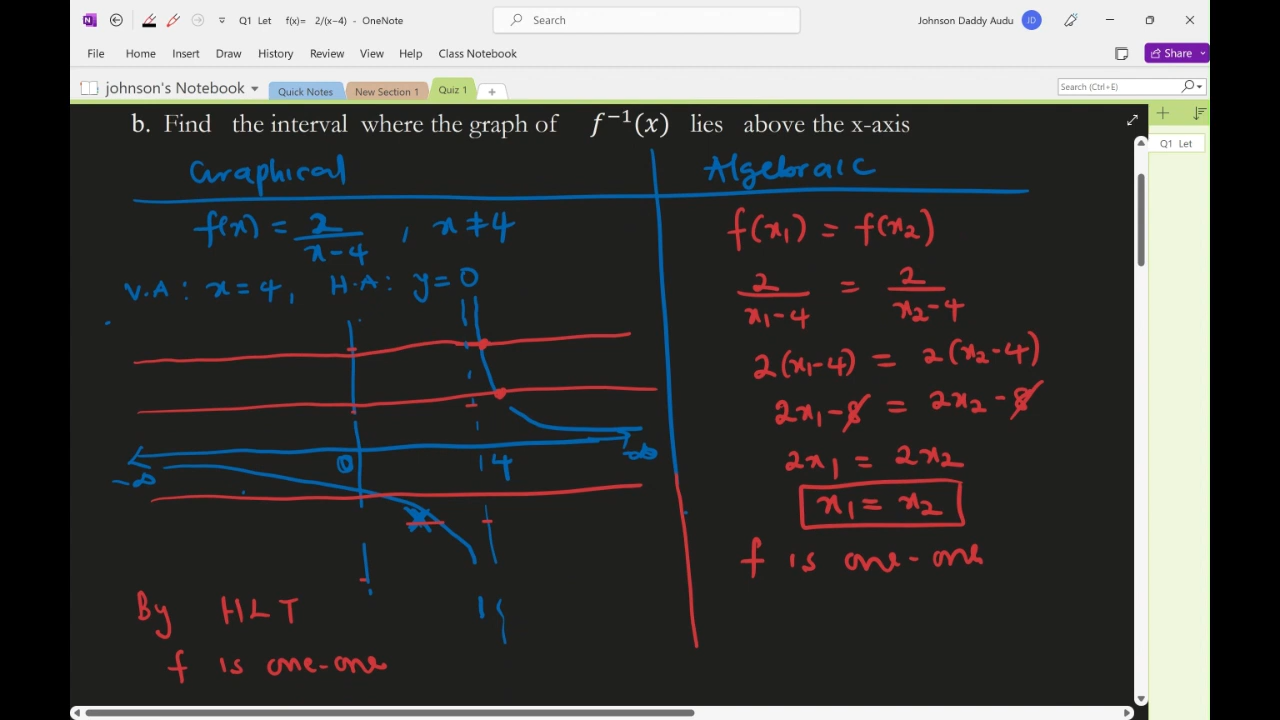 Q1 Let f(x)= 2/(x−4) - OneNote
Search
Johnson Daddy Audu
JD
File Home Insert Draw History Review View Help Class Notebook
Share
johnson's Notebook
Quick Notes
New Section 1
Quiz 1
+
Search (Ctrl+E)
b. Find the interval where the graph of f⁻¹(x) lies above the x-axis
Q1 Let
Graphical
f(x) = 2/(x-4) , x ≠ 4
V.A : x = 4, H.A : y = 0
0
4
-∞
∞
By HLT
f is one-one
Algebraic
f(x₁) = f(x₂)
2/(x₁-4) = 2/(x₂-4)
2(x₁-4) = 2(x₂-4)
2x₁-8 = 2x₂-8
2x₁ = 2x₂
x₁ = x₂
f is one-one